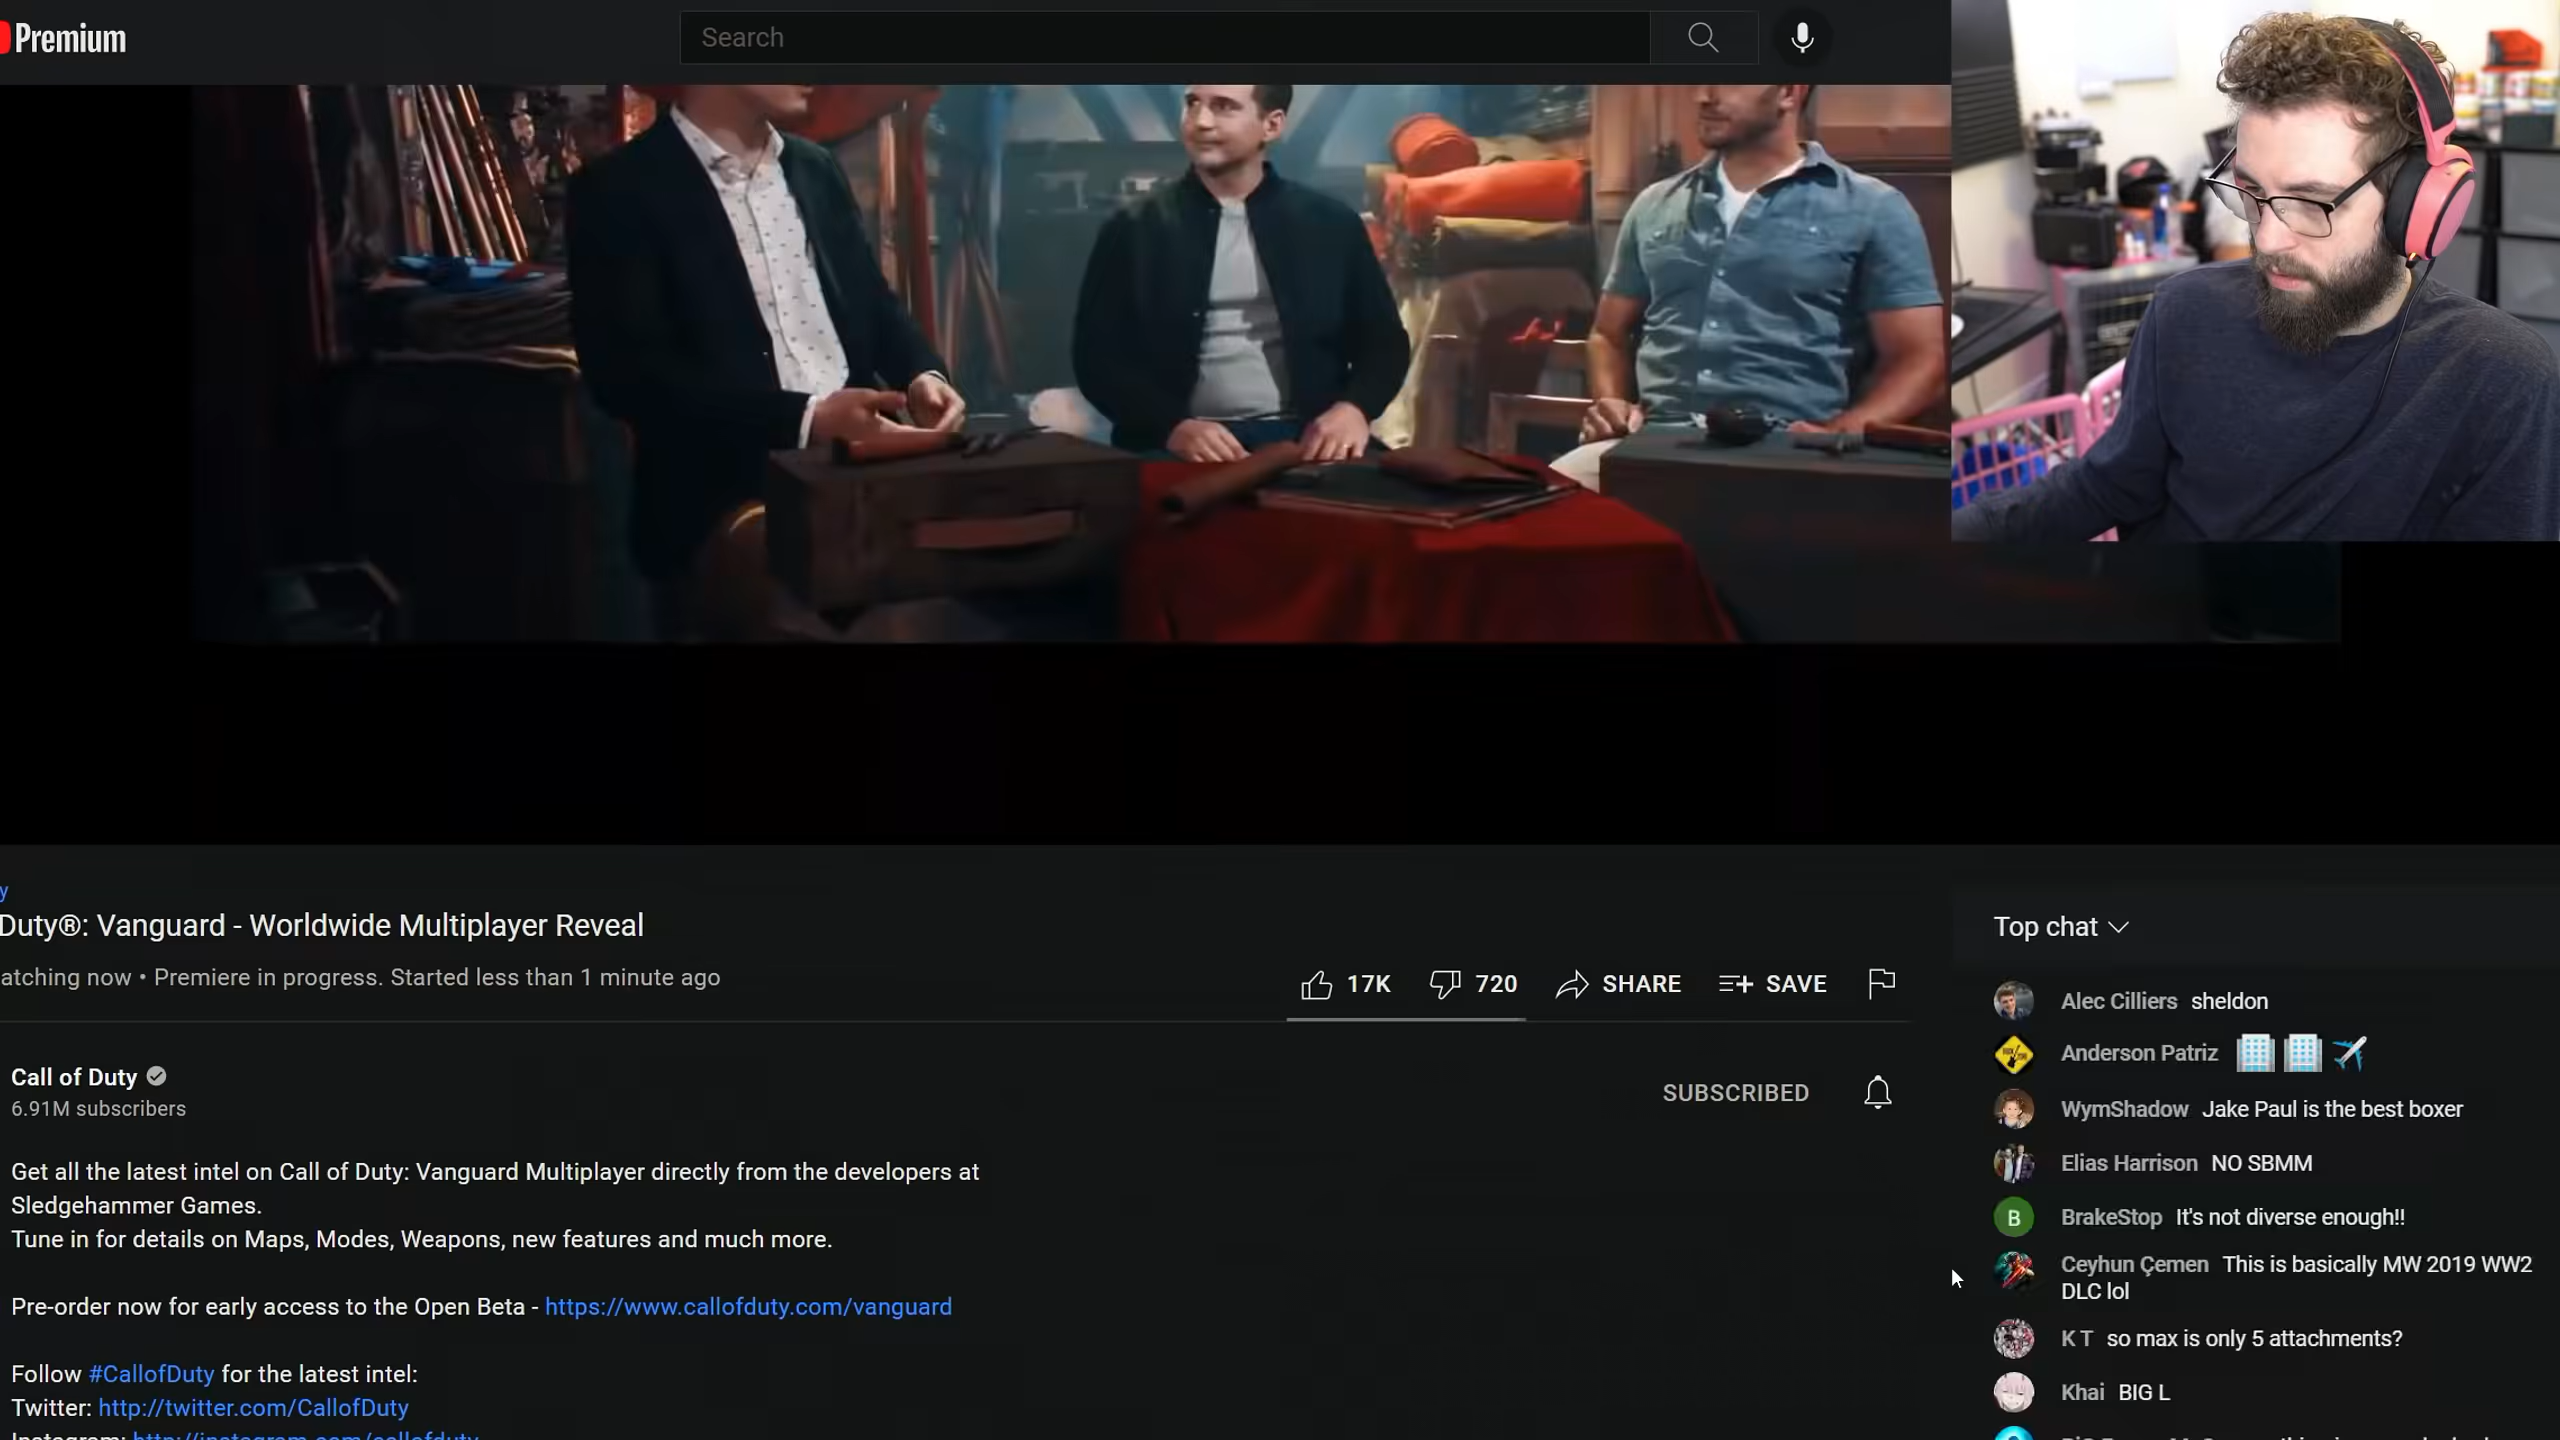 Premium
Search
y
Duty®: Vanguard - Worldwide Multiplayer Reveal
atching now • Premiere in progress. Started less than 1 minute ago
17K
720
SHARE
SAVE
Call of Duty
6.91M subscribers
SUBSCRIBED
Get all the latest intel on Call of Duty: Vanguard Multiplayer directly from the developers at
Sledgehammer Games.
Tune in for details on Maps, Modes, Weapons, new features and much more.
Pre-order now for early access to the Open Beta - https://www.callofduty.com/vanguard
Follow #CallofDuty for the latest intel:
Twitter: http://twitter.com/CallofDuty
Instagram: http://instagram.com/callofduty
Top chat
Alec Cilliers sheldon
Anderson Patriz 🏢🏢✈️
WymShadow Jake Paul is the best boxer
Elias Harrison NO SBMM
B
BrakeStop It's not diverse enough!!
Ceyhun Çemen This is basically MW 2019 WW2
DLC lol
K T so max is only 5 attachments?
Khai BIG L